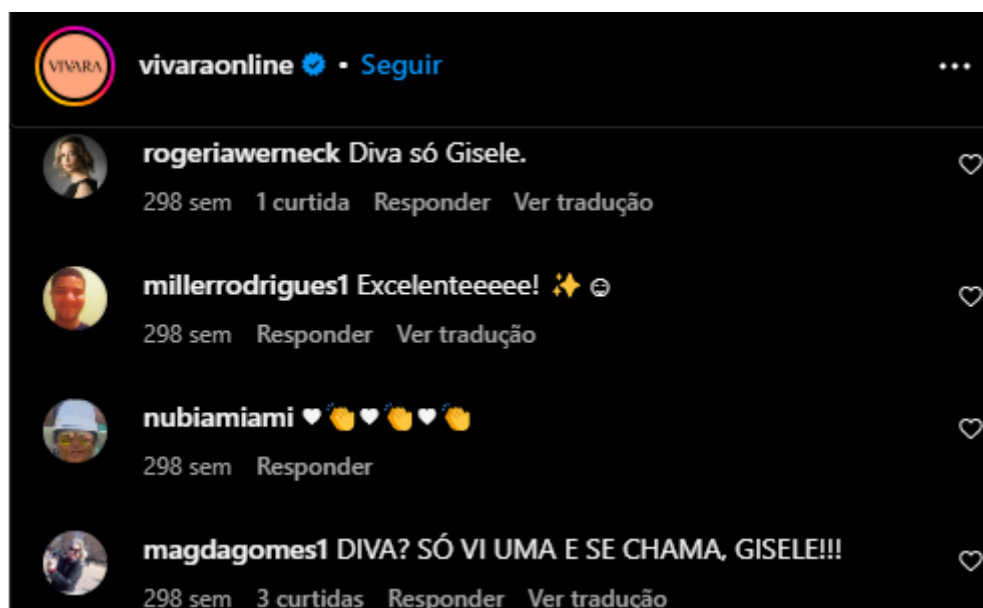 VIVARA
vivaraonline • Seguir
rogeriawerneck Diva só Gisele.
298 sem 1 curtida Responder Ver tradução
millerrodrigues1 Excelenteeeee! ✨ ☺
298 sem Responder Ver tradução
nubiamiami ♥👏♥👏♥👏
298 sem Responder
magdagomes1 DIVA? SÓ VI UMA E SE CHAMA, GISELE!!!
298 sem 3 curtidas Responder Ver tradução